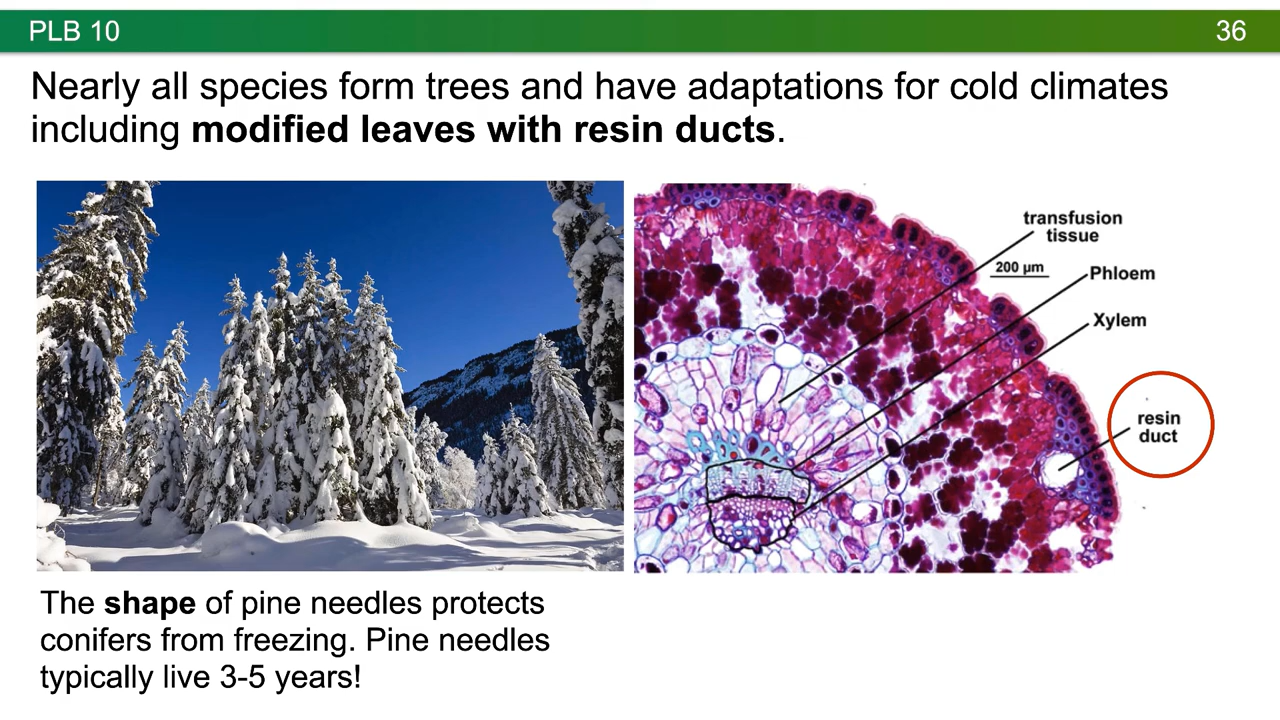 PLB 10
36
Nearly all species form trees and have adaptations for cold climates
including modified leaves with resin ducts.
transfusion
tissue
200 µm
Phloem
Xylem
resin
duct
The shape of pine needles protects
conifers from freezing. Pine needles
typically live 3-5 years!